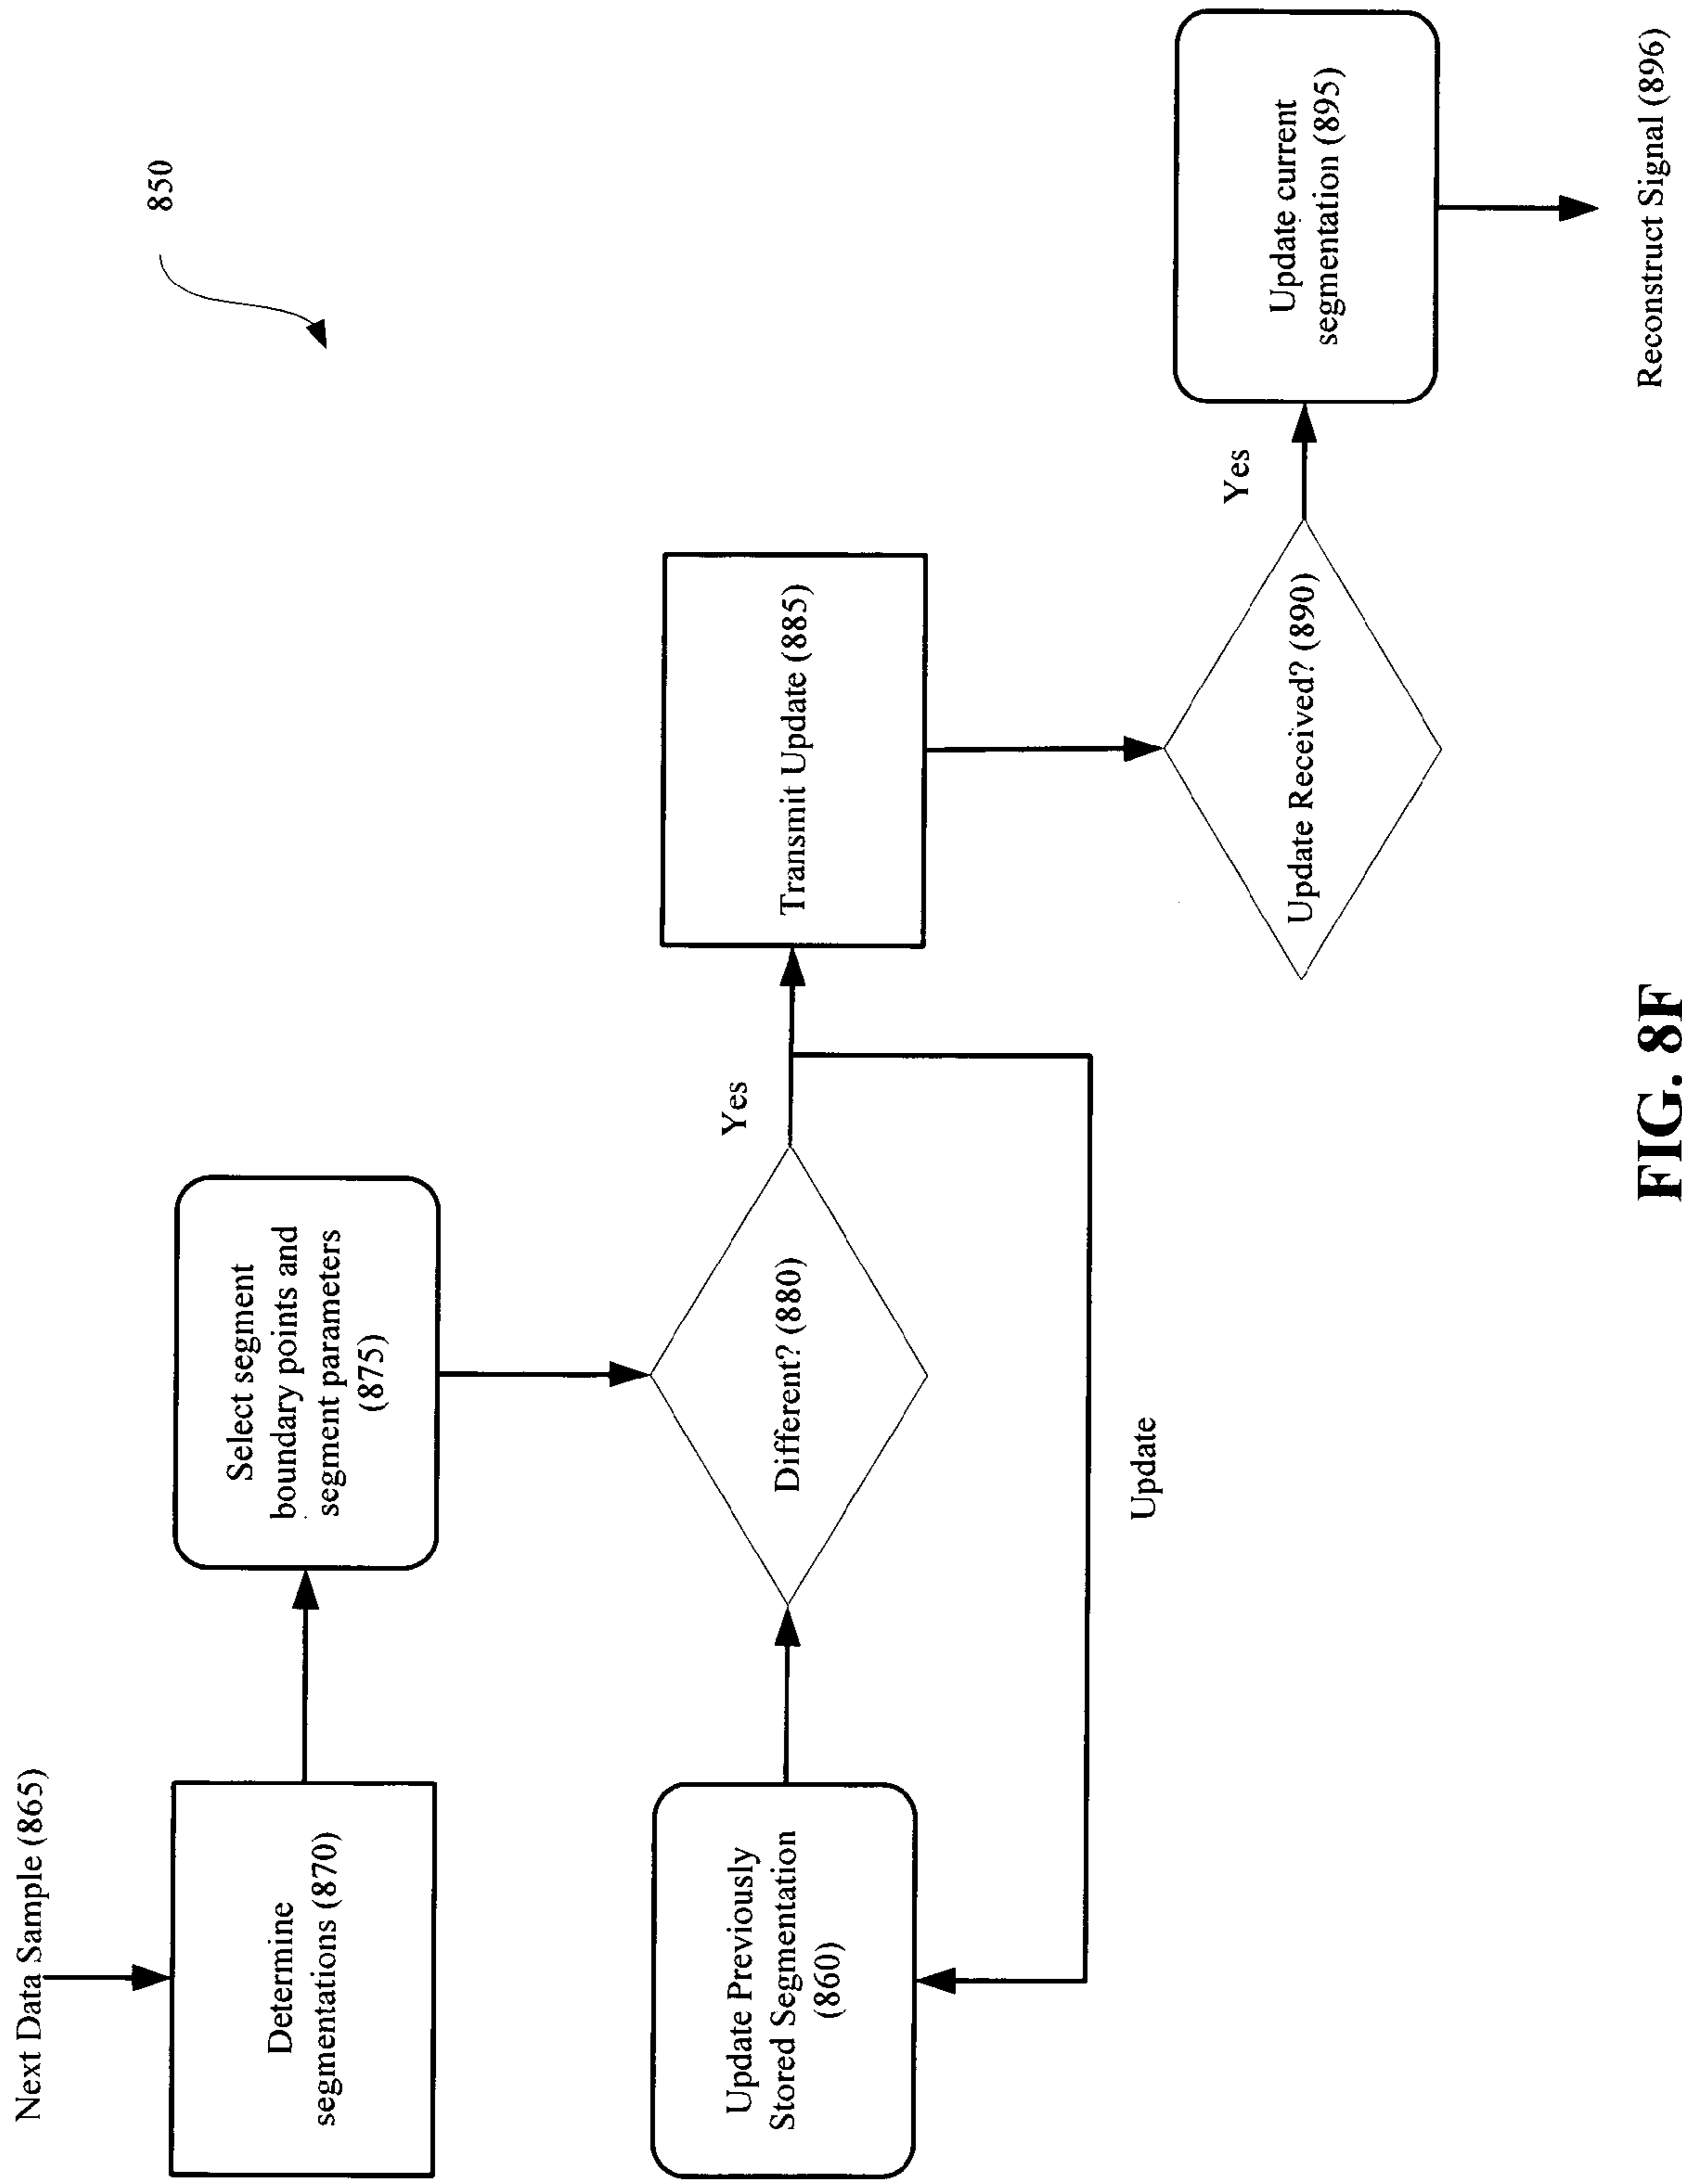 850
Next Data Sample (865)
Determine
segmentations (870)
Select segment
boundary points and
segment parameters
(875)
Update Previously
Stored Segmentation
(860)
Different? (880)
Yes
Transmit Update (885)
Update
Update Received? (890)
Yes
Update current
segmentation (895)
Reconstruct Signal (896)
FIG. 8F